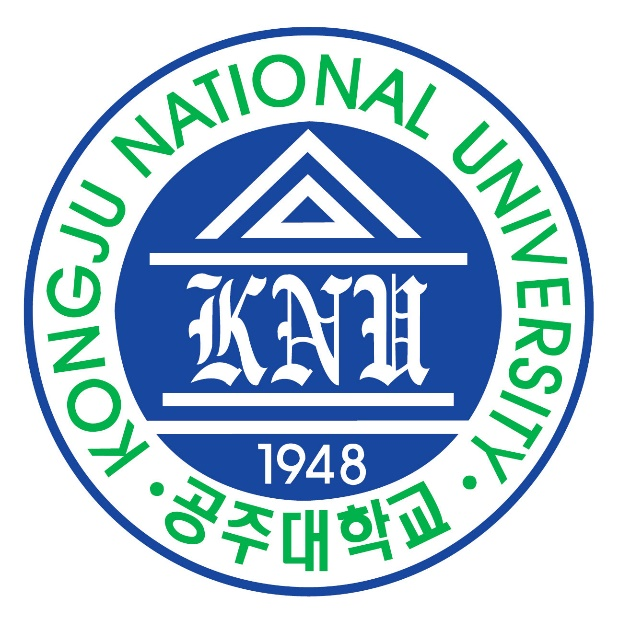 KONGJU NATIONAL UNIVERSITY
KNU
1948
· 공주대학교 ·